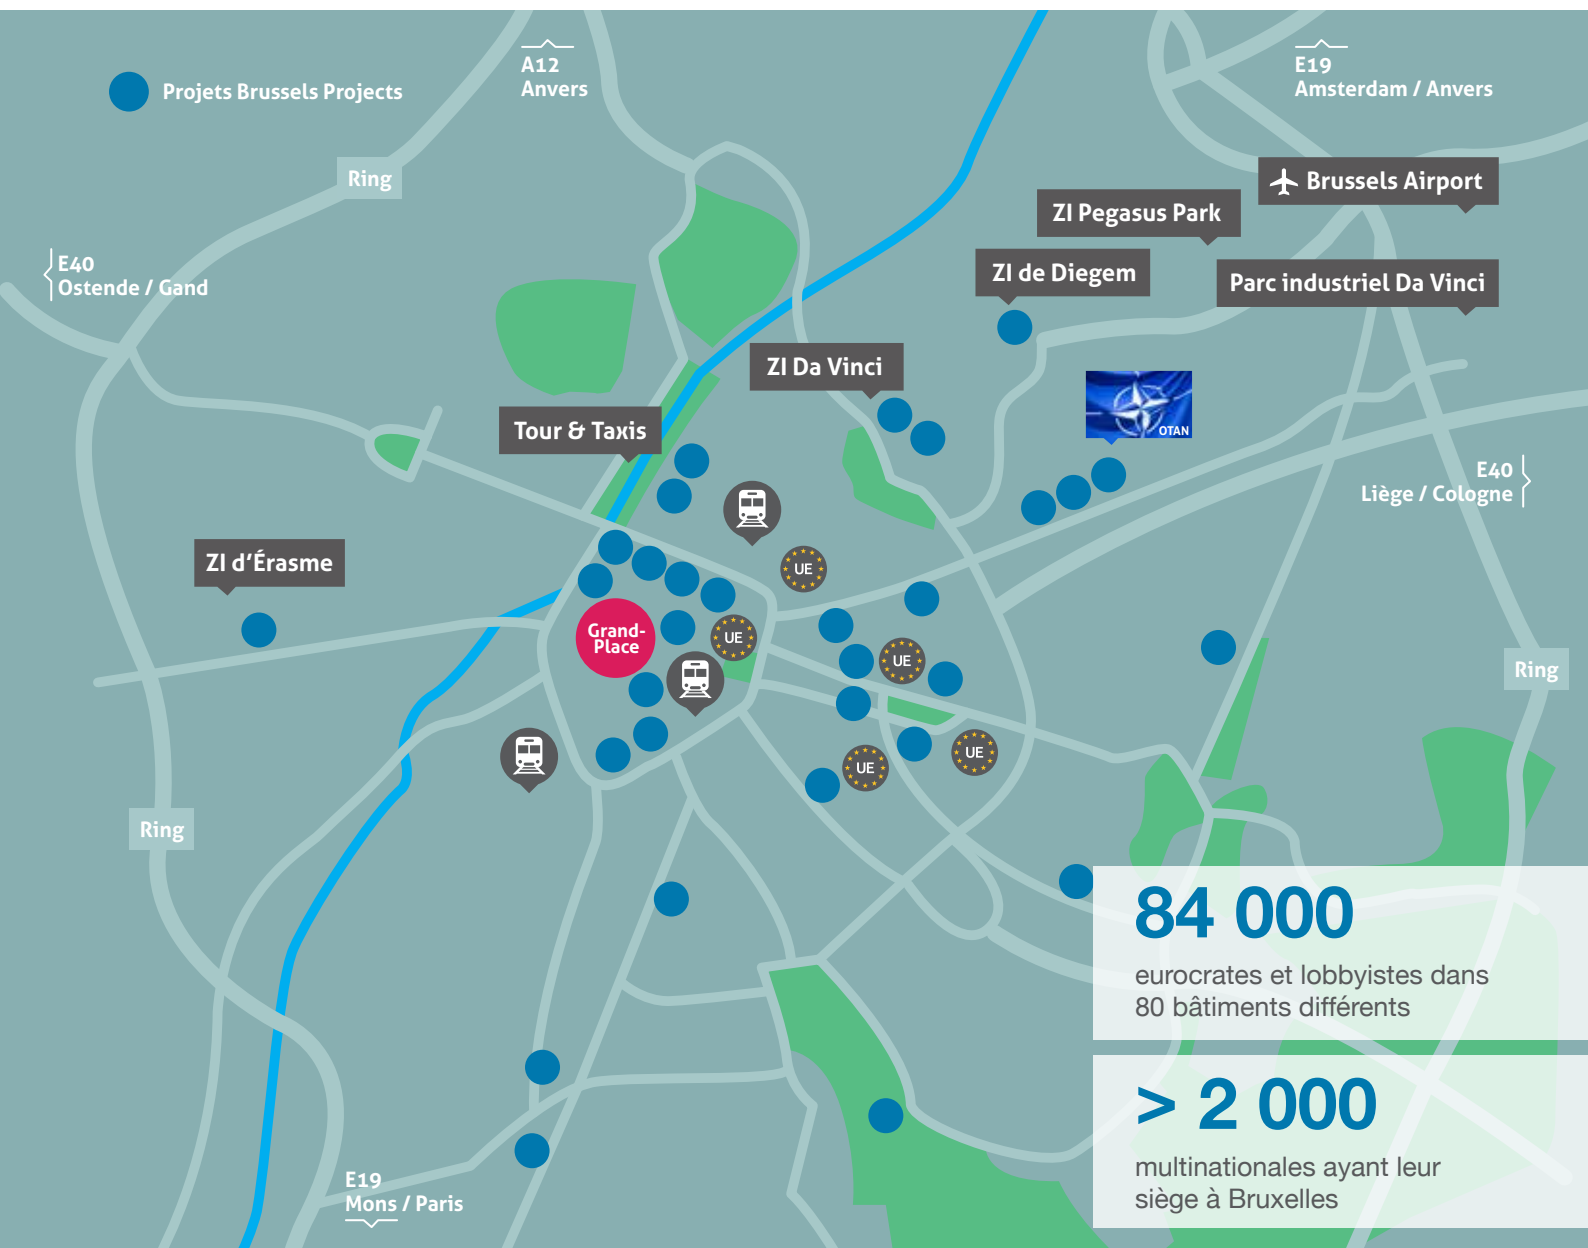 A12
Anvers
E19
Amsterdam / Anvers
Projets Brussels Projects
Ring
Brussels Airport
ZI Pegasus Park
E40
Ostende / Gand
ZI de Diegem
Parc industriel Da Vinci
ZI Da Vinci
OTAN
Tour & Taxis
E40
Liège / Cologne
ZI d'Érasme
UE
Grand-
Place
UE
UE
Ring
UE
UE
Ring
84 000
eurocrates et lobbyistes dans
80 bâtiments différents
> 2 000
multinationales ayant leur
siège à Bruxelles
E19
Mons / Paris